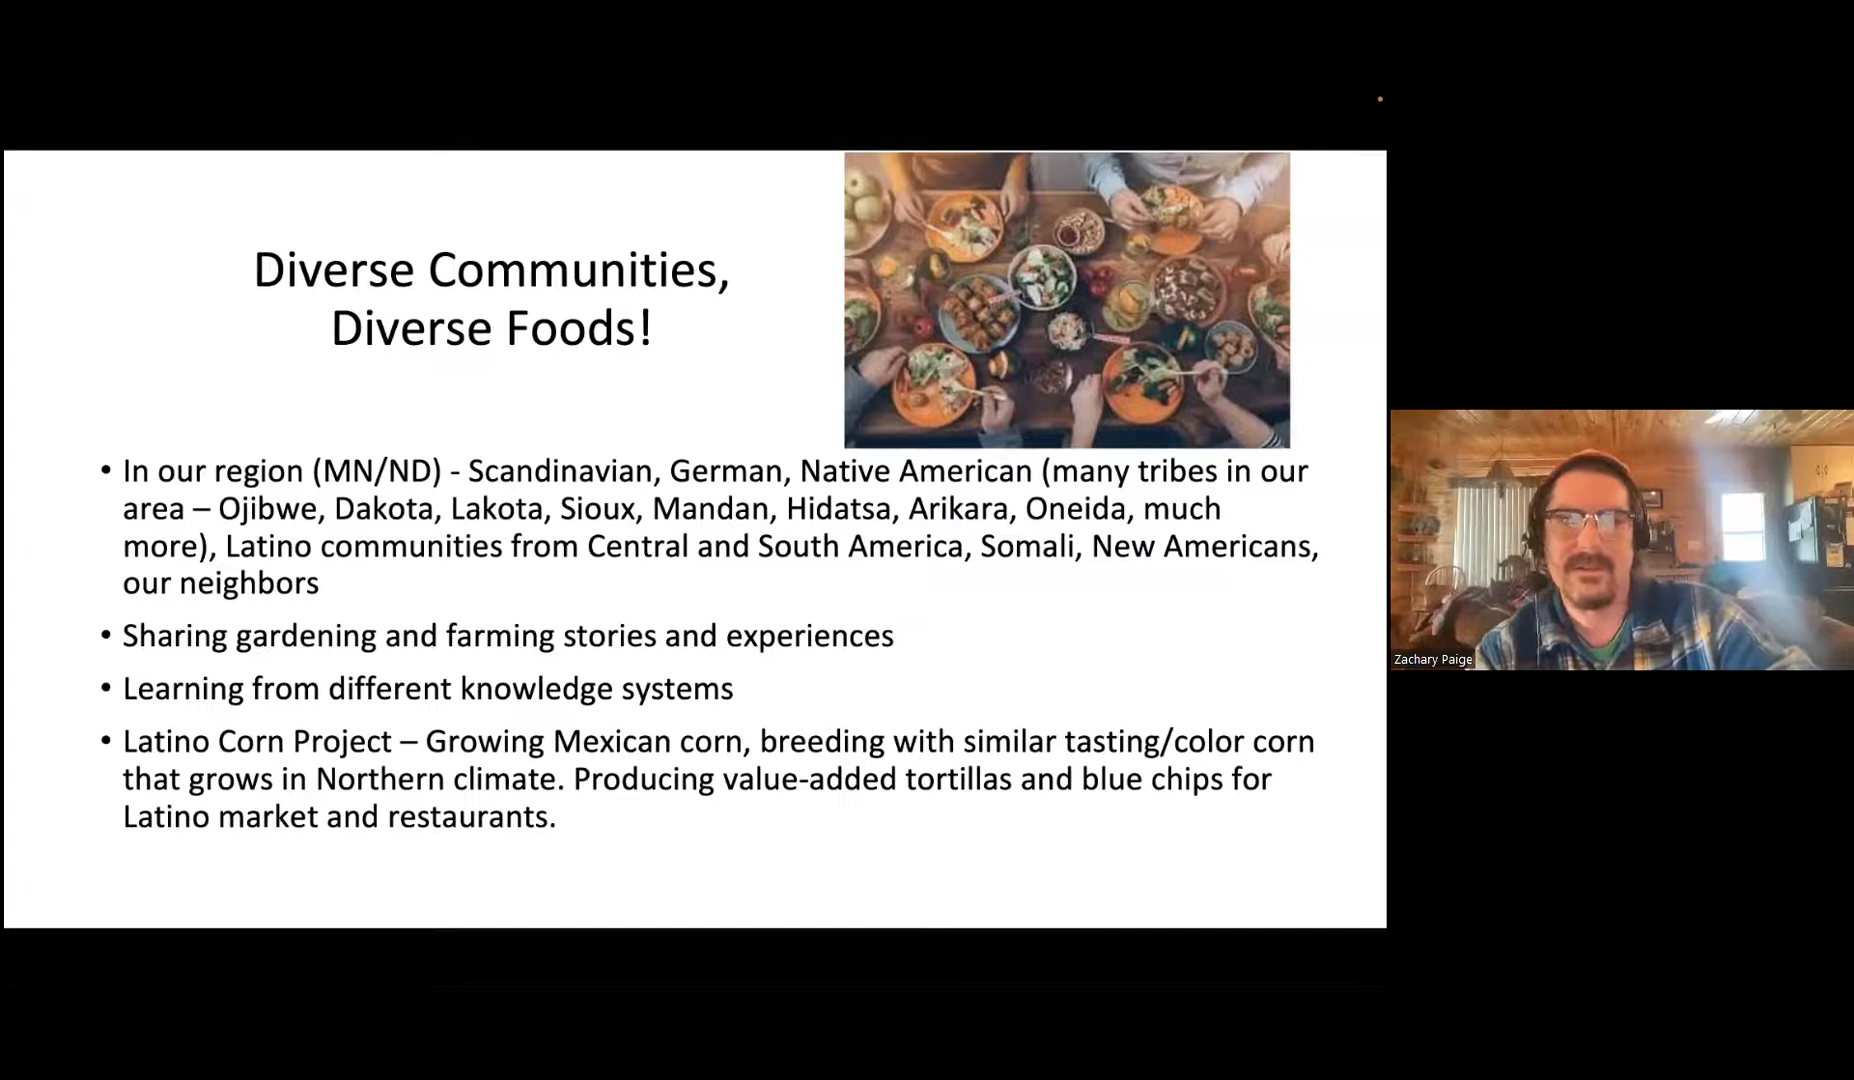 Diverse Communities,
Diverse Foods!
• In our region (MN/ND) - Scandinavian, German, Native American (many tribes in our
area – Ojibwe, Dakota, Lakota, Sioux, Mandan, Hidatsa, Arikara, Oneida, much
more), Latino communities from Central and South America, Somali, New Americans,
our neighbors
• Sharing gardening and farming stories and experiences
• Learning from different knowledge systems
• Latino Corn Project – Growing Mexican corn, breeding with similar tasting/color corn
that grows in Northern climate. Producing value-added tortillas and blue chips for
Latino market and restaurants.
Zachary Paige